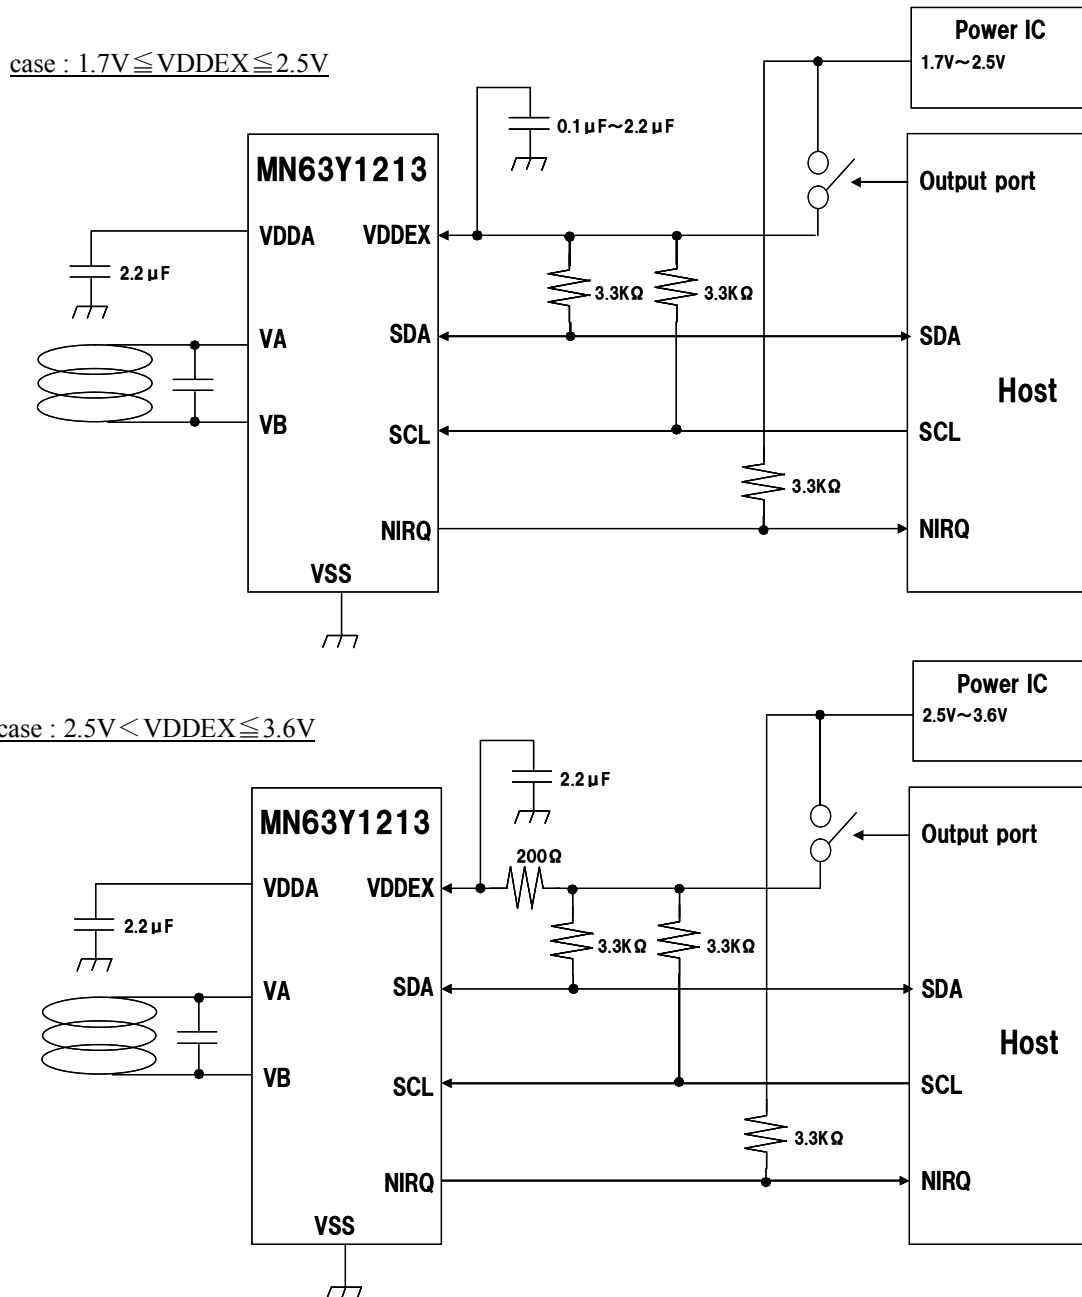 Power IC
1.7V~2.5V
case : 1.7V≦VDDEX≦2.5V
0.1μF~2.2μF
MN63Y1213
Output port
VDDA
VDDEX
2.2μF
3.3KΩ
3.3KΩ
VA
SDA
SDA
Host
VB
SCL
SCL
3.3KΩ
NIRQ
NIRQ
VSS
Power IC
2.5V~3.6V
case : 2.5V<VDDEX≦3.6V
2.2μF
MN63Y1213
Output port
200Ω
VDDA
VDDEX
2.2μF
3.3KΩ
3.3KΩ
VA
SDA
SDA
Host
VB
SCL
SCL
3.3KΩ
NIRQ
NIRQ
VSS